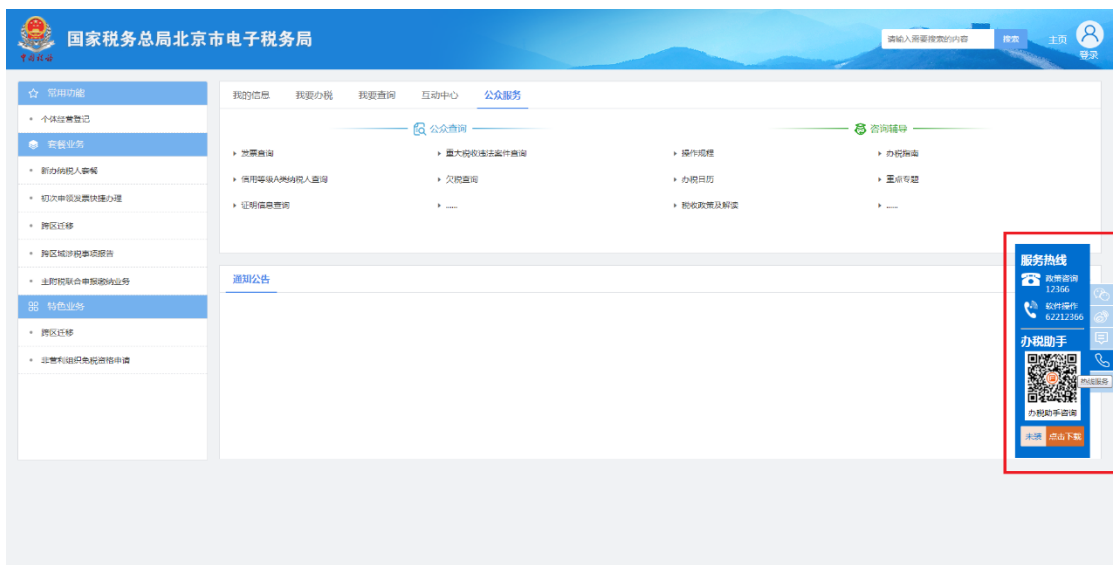 国家税务总局北京市电子税务局
请输入需要搜索的内容
搜索
主页
登录
常用功能
个体经营登记
套餐业务
新办纳税人套餐
初次申领发票快捷办理
跨区迁移
跨区域涉税事项报告
主附税联合申报缴纳业务
特色业务
跨区迁移
非营利组织免税资格申请
我的信息 我要办税 我要查询 互动中心 公众服务
公众查询
发票查询 重大税收违法案件查询
信用等级A类纳税人查询 欠税查询
证明信息查询 ......
咨询辅导
操作规程 办税指南
办税日历 重点专题
税收政策及解读 ......
通知公告
服务热线
政策咨询
12366
软件操作
62212366
办税助手
办税助手咨询
未装 点击下载
热线服务